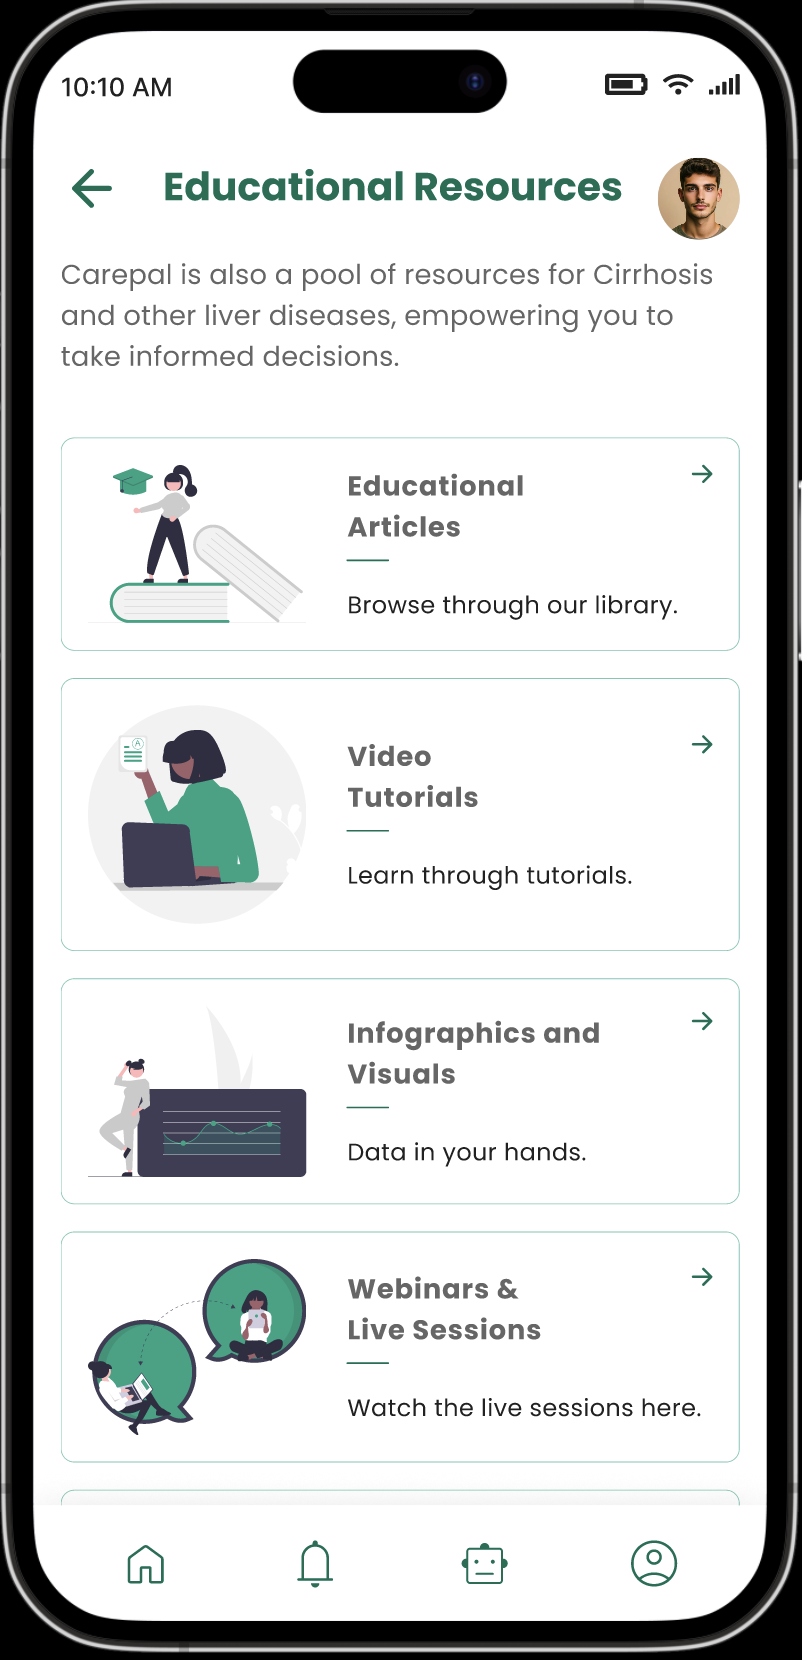 10:10 AM
Educational Resources
Carepal is also a pool of resources for Cirrhosis
and other liver diseases, empowering you to
take informed decisions.
Educational
Articles
Browse through our library.
A
Video
Tutorials
Learn through tutorials.
Infographics and
Visuals
Data in your hands.
Webinars &
Live Sessions
Watch the live sessions here.